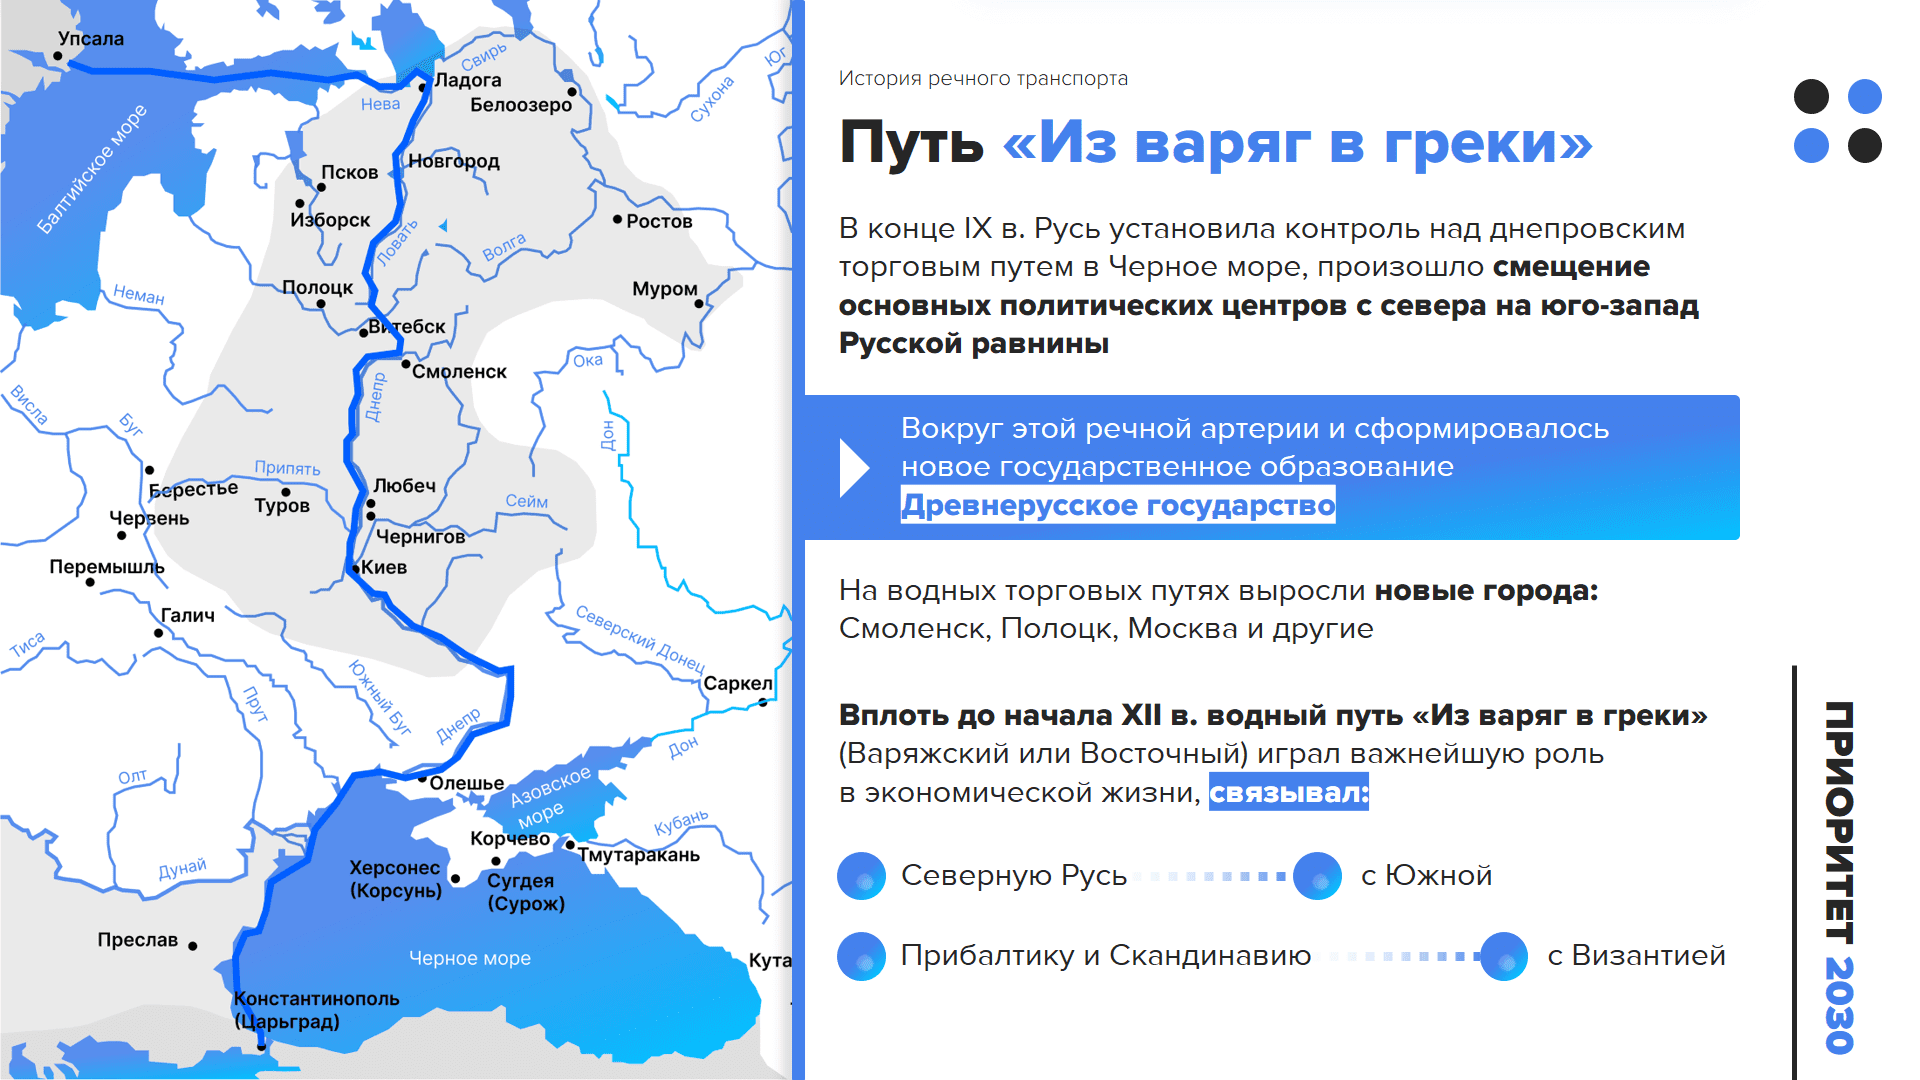 История речного транспорта
Путь «Из варяг в греки»
В конце IX в. Русь установила контроль над днепровским
торговым путем в Черное море, произошло смещение
основных политических центров с севера на юго-запад
Русской равнины
Вокруг этой речной артерии и сформировалось
новое государственное образование
Древнерусское государство
На водных торговых путях выросли новые города:
Смоленск, Полоцк, Москва и другие
Вплоть до начала XII в. водный путь «Из варяг в греки»
(Варяжский или Восточный) играл важнейшую роль
в экономической жизни, связывал:
Северную Русь
с Южной
Прибалтику и Скандинавию
с Византией
ПРИОРИТЕТ 2030
Упсала
Свирь
Юг
Ладога
Сухона
Нева
Белоозеро
Балтийское море
Новгород
Псков
Изборск
Ростов
Ловать
Волга
Неман
Полоцк
Муром
Витебск
Ока
Смоленск
Днепр
Висла
Буг
Дон
Припять
Берестье
Туров
Любеч
Сейм
Червень
Чернигов
Перемышль
Киев
Галич
Тиса
Северский Донец
Южный Буг
Прут
Саркел
Днепр
Дон
Олт
Олешье
Азовское
море
Кубань
Корчево
Тмутаракань
Дунай
Херсонес
(Корсунь)
Сугдея
(Сурож)
Преслав
Черное море
Кута
Константинополь
(Царьград)